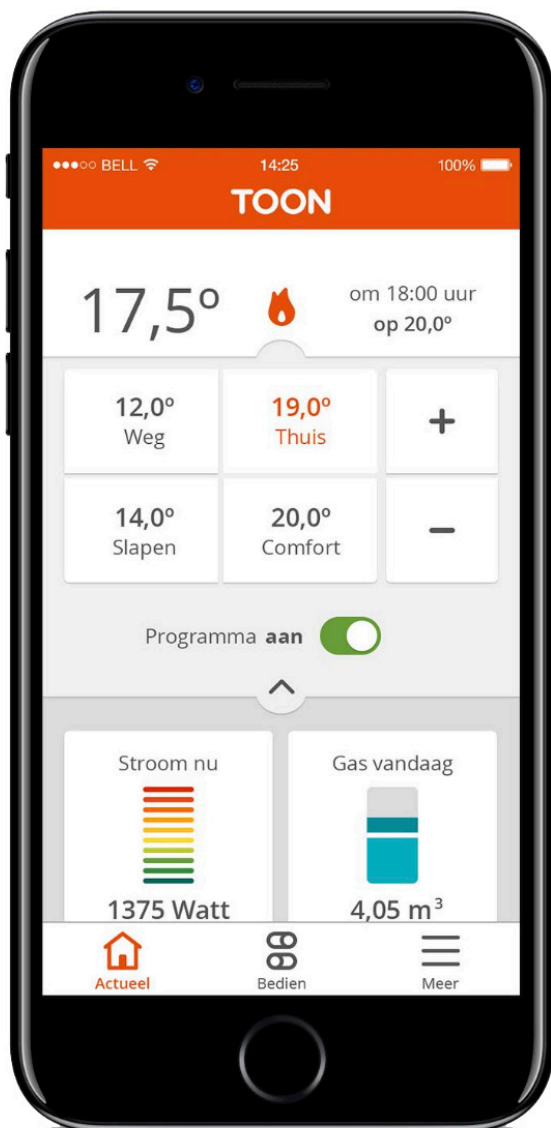 BELL 14:25 100%
TOON
17,5°
om 18:00 uur
op 20,0°
12,0° 19,0° +
Weg Thuis
14,0° 20,0° −
Slapen Comfort
Programma aan
Stroom nu Gas vandaag
1375 Watt 4,05 m³
Actueel Bedien Meer